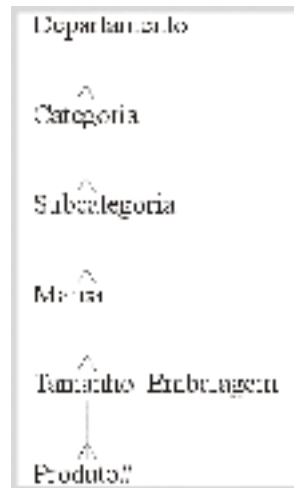 Departamento
Categoria
Subcategoria
Marca
Tamanho Embalagem
Produto#